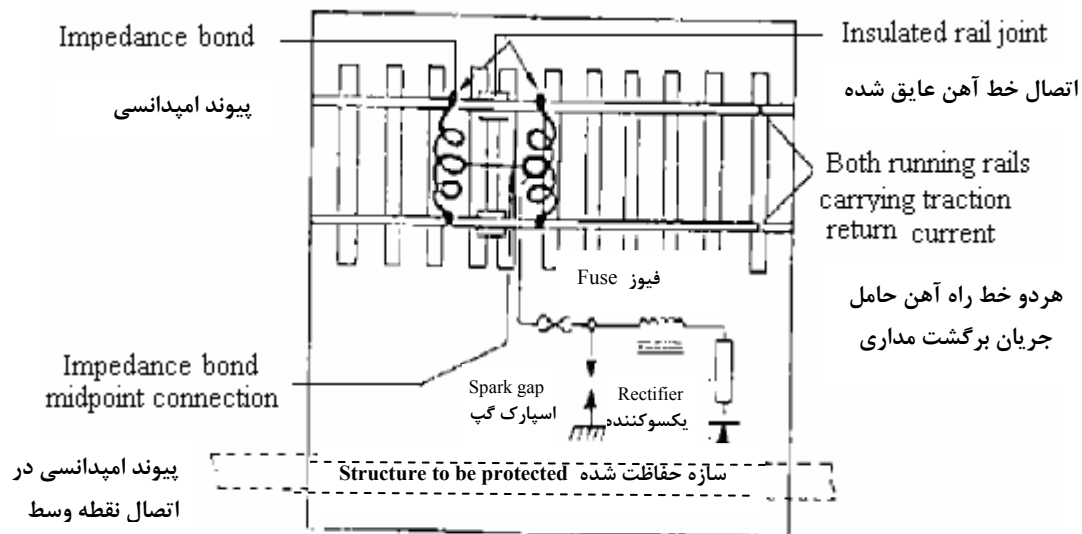 Impedance bond
پیوند امپدانسی
Insulated rail joint
اتصال خط آهن عایق شده
Both running rails
carrying traction
return current
هردو خط راه آهن حامل
جریان برگشت مداری
Fuse فیوز
Impedance bond
midpoint connection
پیوند امپدانسی در
اتصال نقطه وسط
Spark gap
اسپارک گپ
Rectifier
یکسوکننده
Structure to be protected سازه حفاظت شده